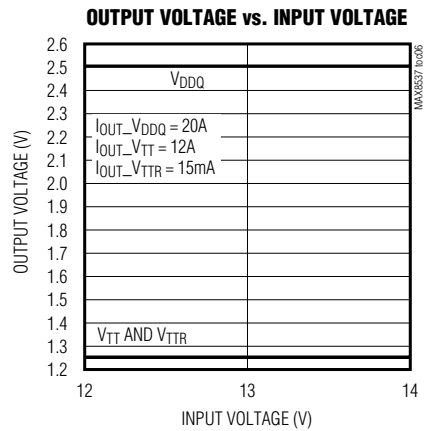 OUTPUT VOLTAGE vs. INPUT VOLTAGE
MAX8537 toc06
OUTPUT VOLTAGE (V)
2.6
2.5
2.4
2.3
2.2
2.1
2.0
1.9
1.8
1.7
1.6
1.5
1.4
1.3
1.2
VDDQ
IOUT_VDDQ = 20A
IOUT_VTT = 12A
IOUT_VTTR = 15mA
VTT AND VTTR
12 13 14
INPUT VOLTAGE (V)